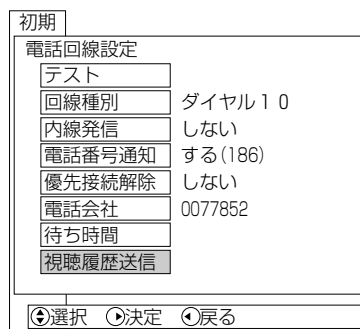 初期
電話回線設定
テスト
回線種別 ダイヤル１０
内線発信 しない
電話番号通知 する(186)
優先接続解除 しない
電話会社 0077852
待ち時間
視聴履歴送信
選択 決定 戻る